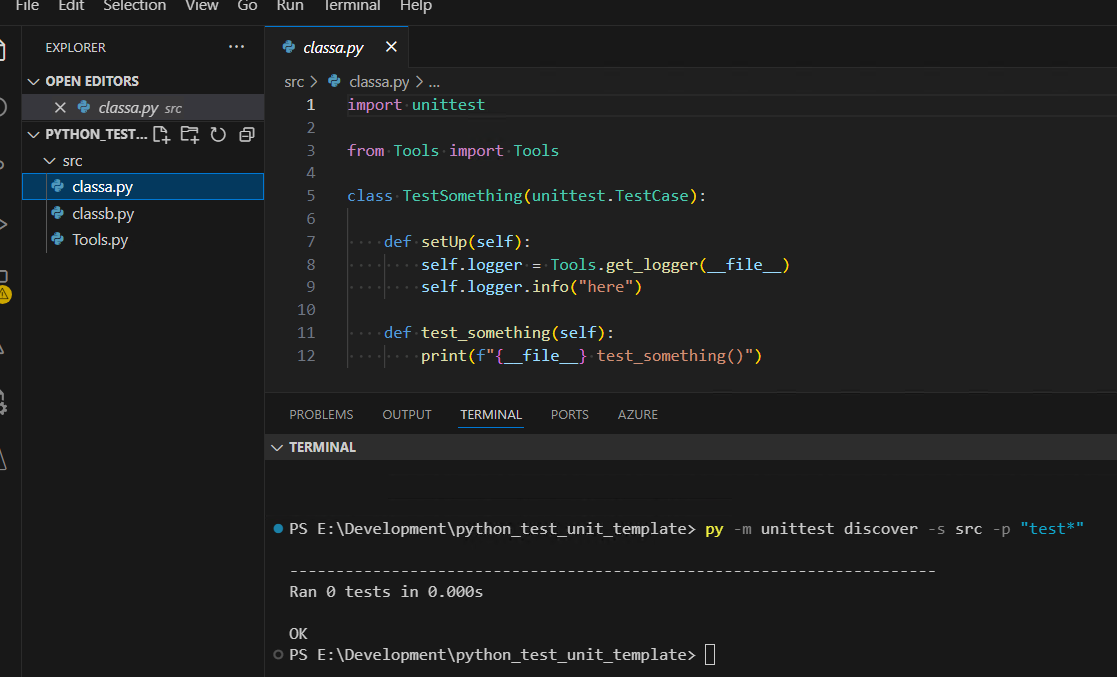 File Edit Selection View Go Run Terminal Help
EXPLORER
OPEN EDITORS
classa.py src
PYTHON_TEST...
src
classa.py
classb.py
Tools.py
classa.py
src > classa.py > ...
1 import unittest
2
3 from Tools import Tools
4
5 class TestSomething(unittest.TestCase):
6
7 def setUp(self):
8 self.logger = Tools.get_logger(__file__)
9 self.logger.info("here")
10
11 def test_something(self):
12 print(f"{__file__} test_something()")
PROBLEMS OUTPUT TERMINAL PORTS AZURE
TERMINAL
PS E:\Development\python_test_unit_template> py -m unittest discover -s src -p "test*"
----------------------------------------------------------------------
Ran 0 tests in 0.000s
OK
PS E:\Development\python_test_unit_template>